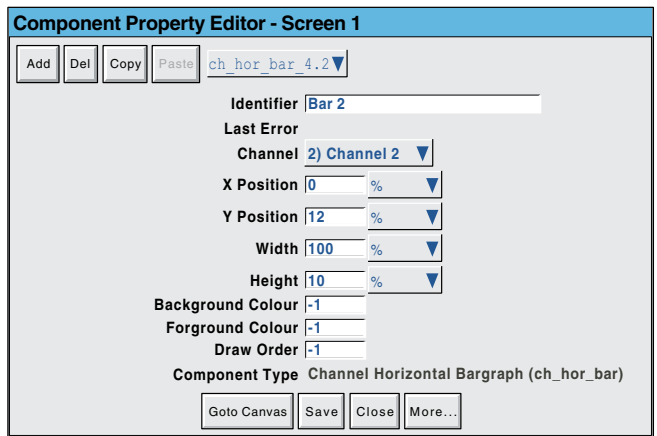 Component Property Editor - Screen 1
Add Del Copy Paste ch_hor_bar_4.2
Identifier Bar 2
Last Error
Channel 2) Channel 2
X Position 0 %
Y Position 12 %
Width 100 %
Height 10 %
Background Colour -1
Forground Colour -1
Draw Order -1
Component Type Channel Horizontal Bargraph (ch_hor_bar)
Goto Canvas Save Close More...